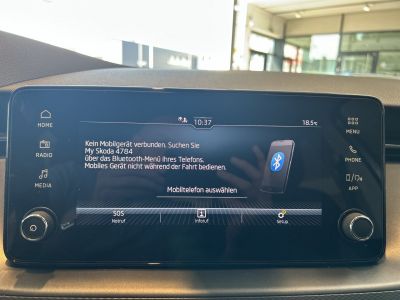 10:37
18.5°C
HOME
RADIO
MEDIA
Kein Mobilgerät verbunden. Suchen Sie
My Skoda 4784
über das Bluetooth-Menü ihres Telefons.
Mobiles Gerät nicht während der Fahrt bedienen.
Mobiltelefon auswählen
SOS
Notruf
Inforuf
Setup
MENU
PHONE
APP